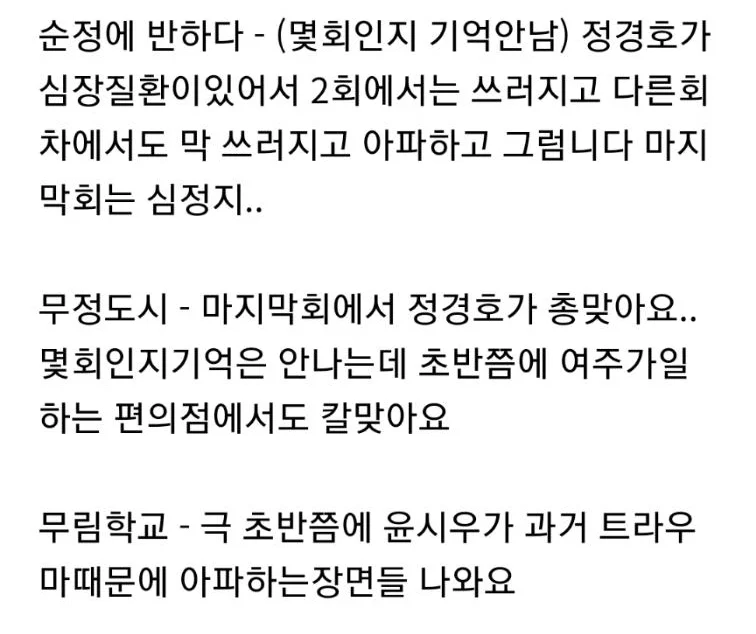 순정에 반하다 - (몇회인지 기억안남) 정경호가
심장질환이있어서 2회에서는 쓰러지고 다른회
차에서도 막 쓰러지고 아파하고 그럼니다 마지
막회는 심정지..
무정도시 - 마지막회에서 정경호가 총맞아요..
몇회인지기억은 안나는데 초반쯤에 여주가일
하는 편의점에서도 칼맞아요
무림학교 - 극 초반쯤에 윤시우가 과거 트라우
마때문에 아파하는장면들 나와요